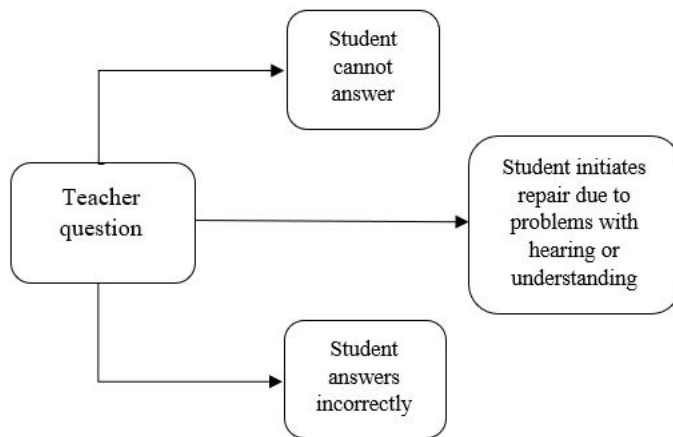 Student
cannot
answer
Teacher
question
Student initiates
repair due to
problems with
hearing or
understanding
Student
answers
incorrectly